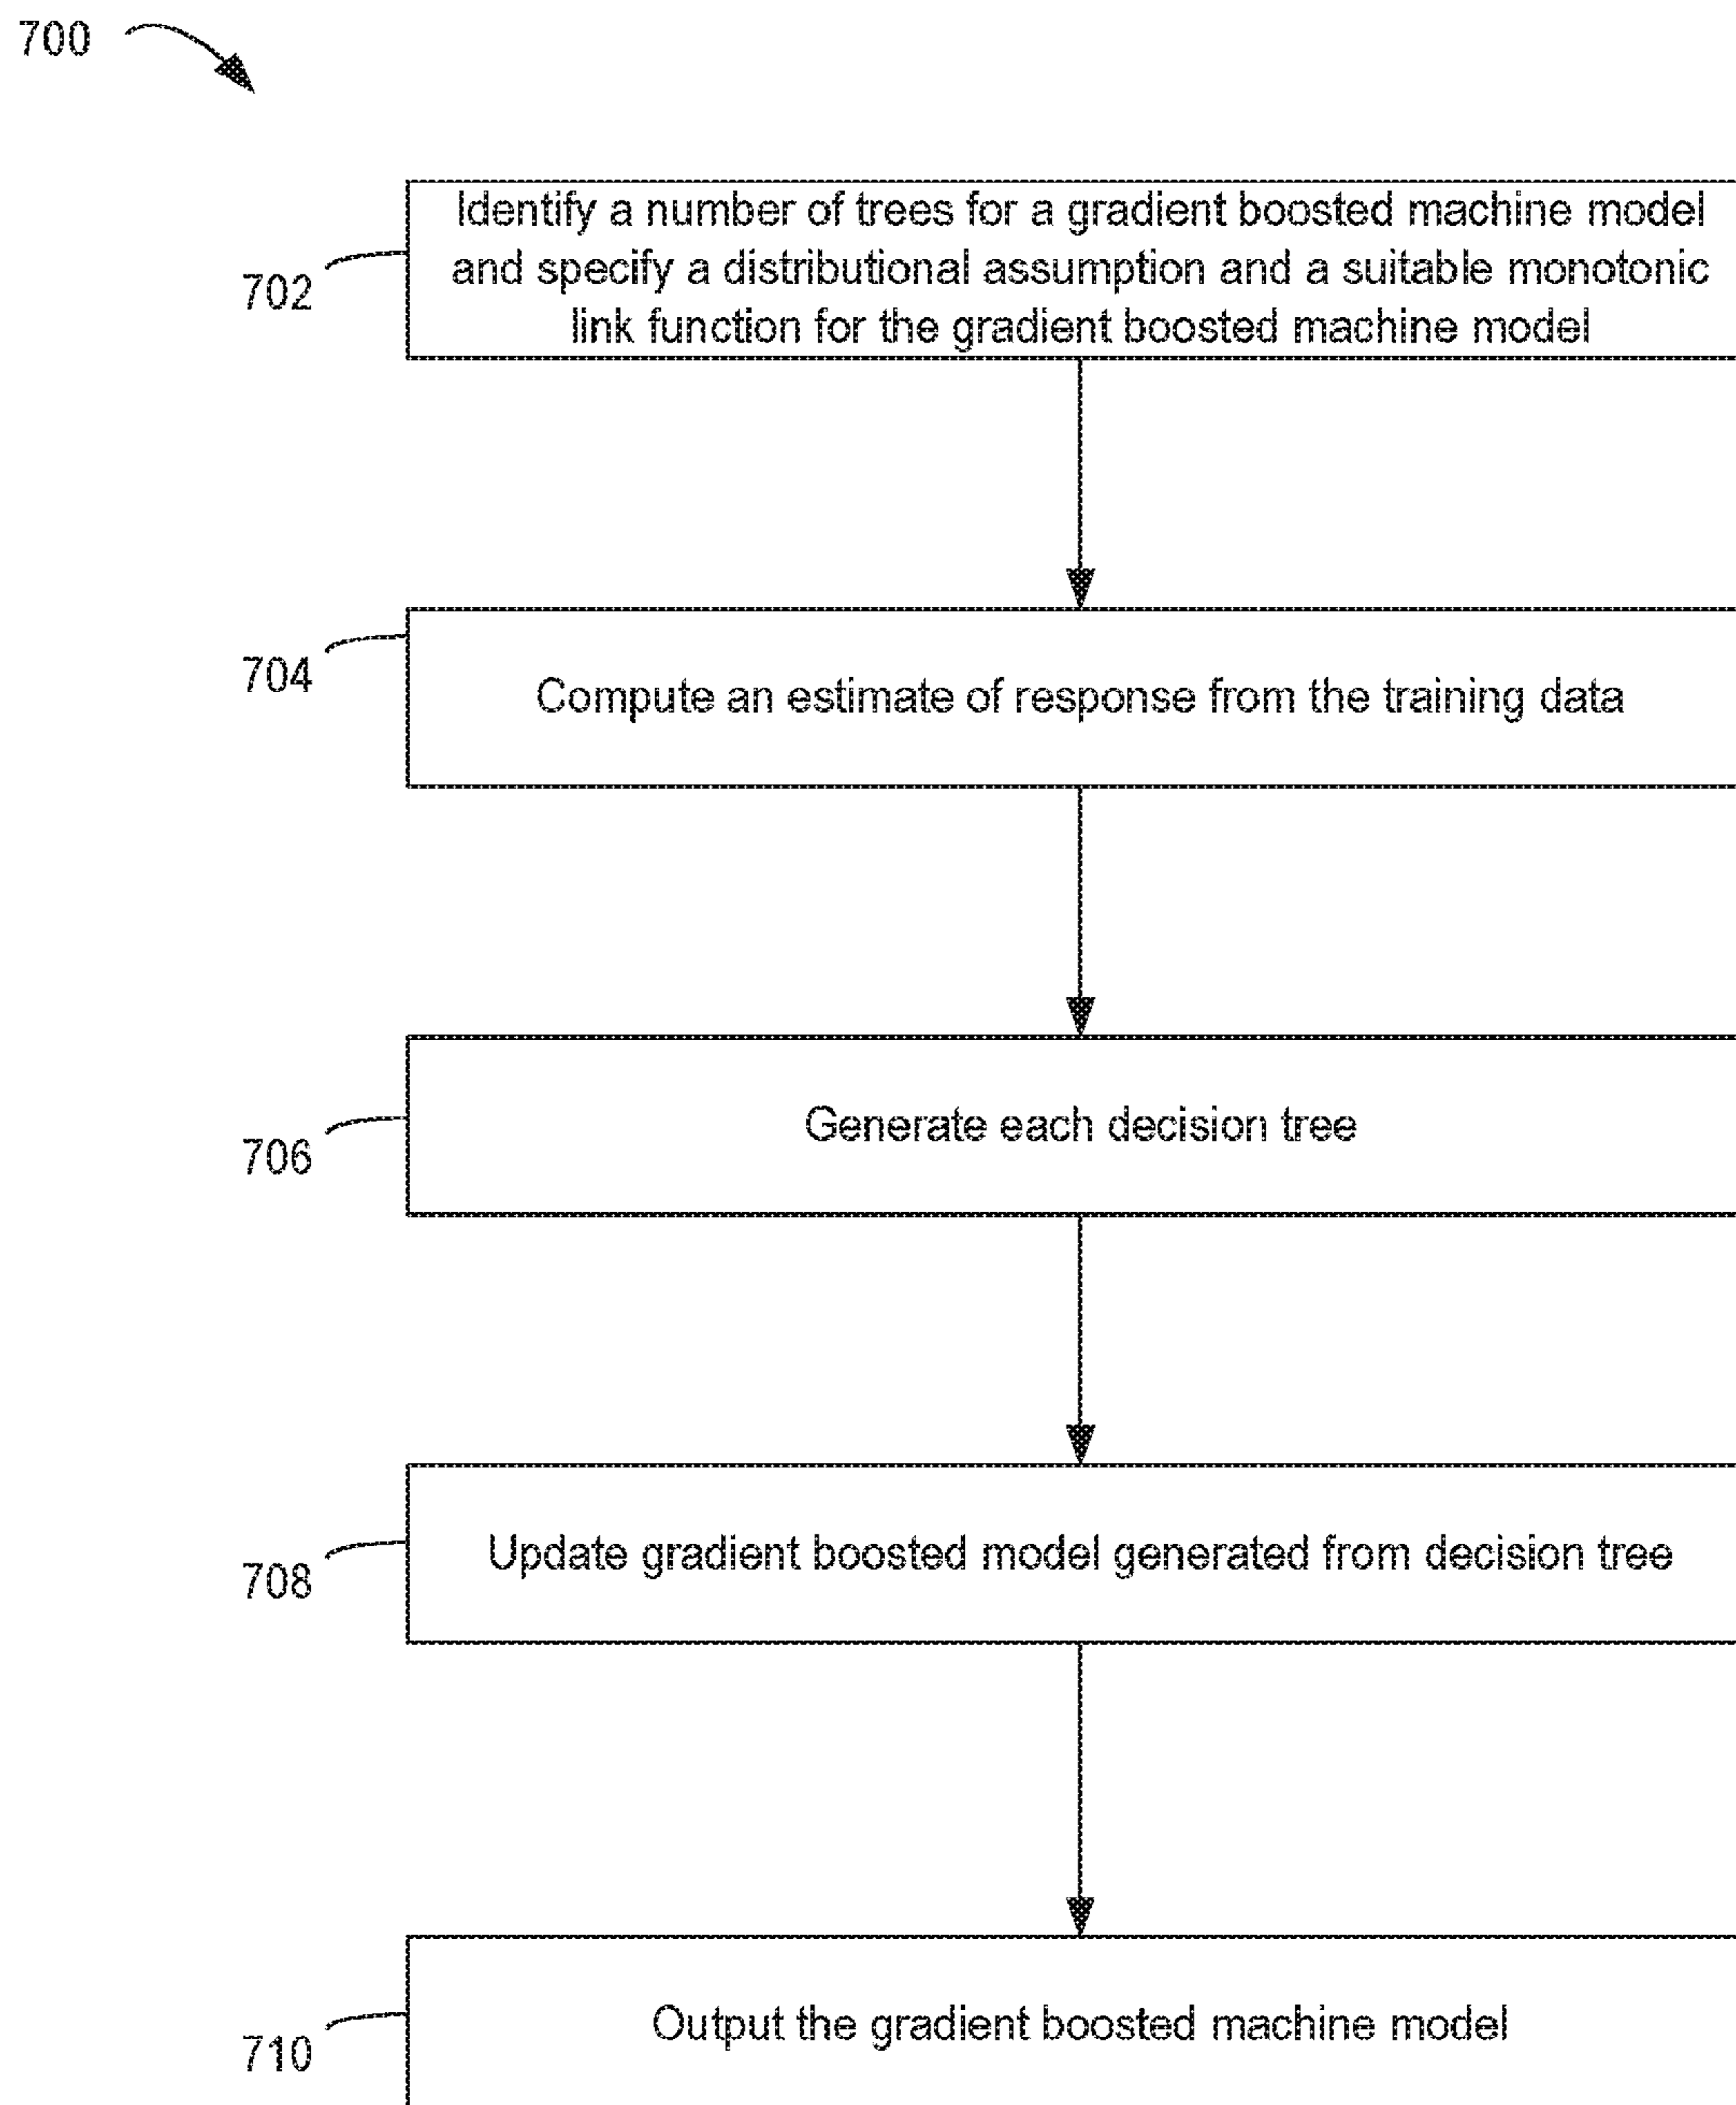 700
702
Identify a number of trees for a gradient boosted machine model
and specify a distributional assumption and a suitable monotonic
link function for the gradient boosted machine model
704
Compute an estimate of response from the training data
706
Generate each decision tree
708
Update gradient boosted model generated from decision tree
710
Output the gradient boosted machine model